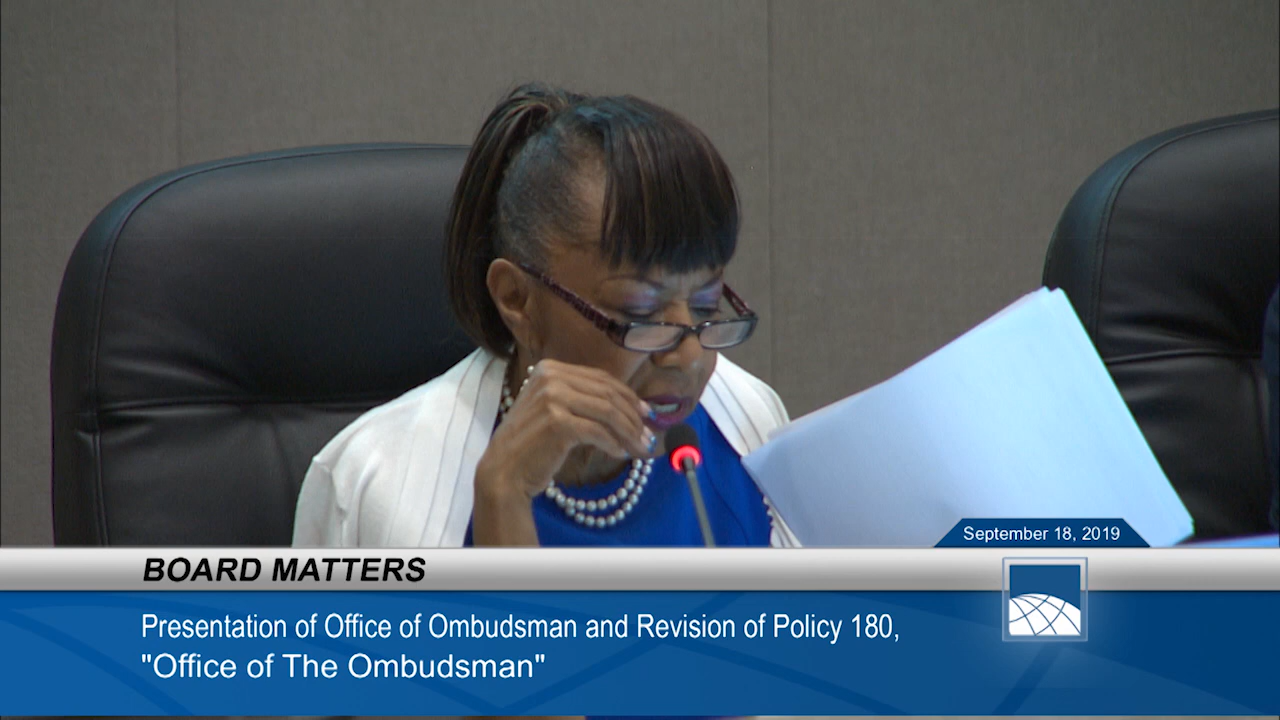 September 18, 2019
BOARD MATTERS
Presentation of Office of Ombudsman and Revision of Policy 180,
"Office of The Ombudsman"